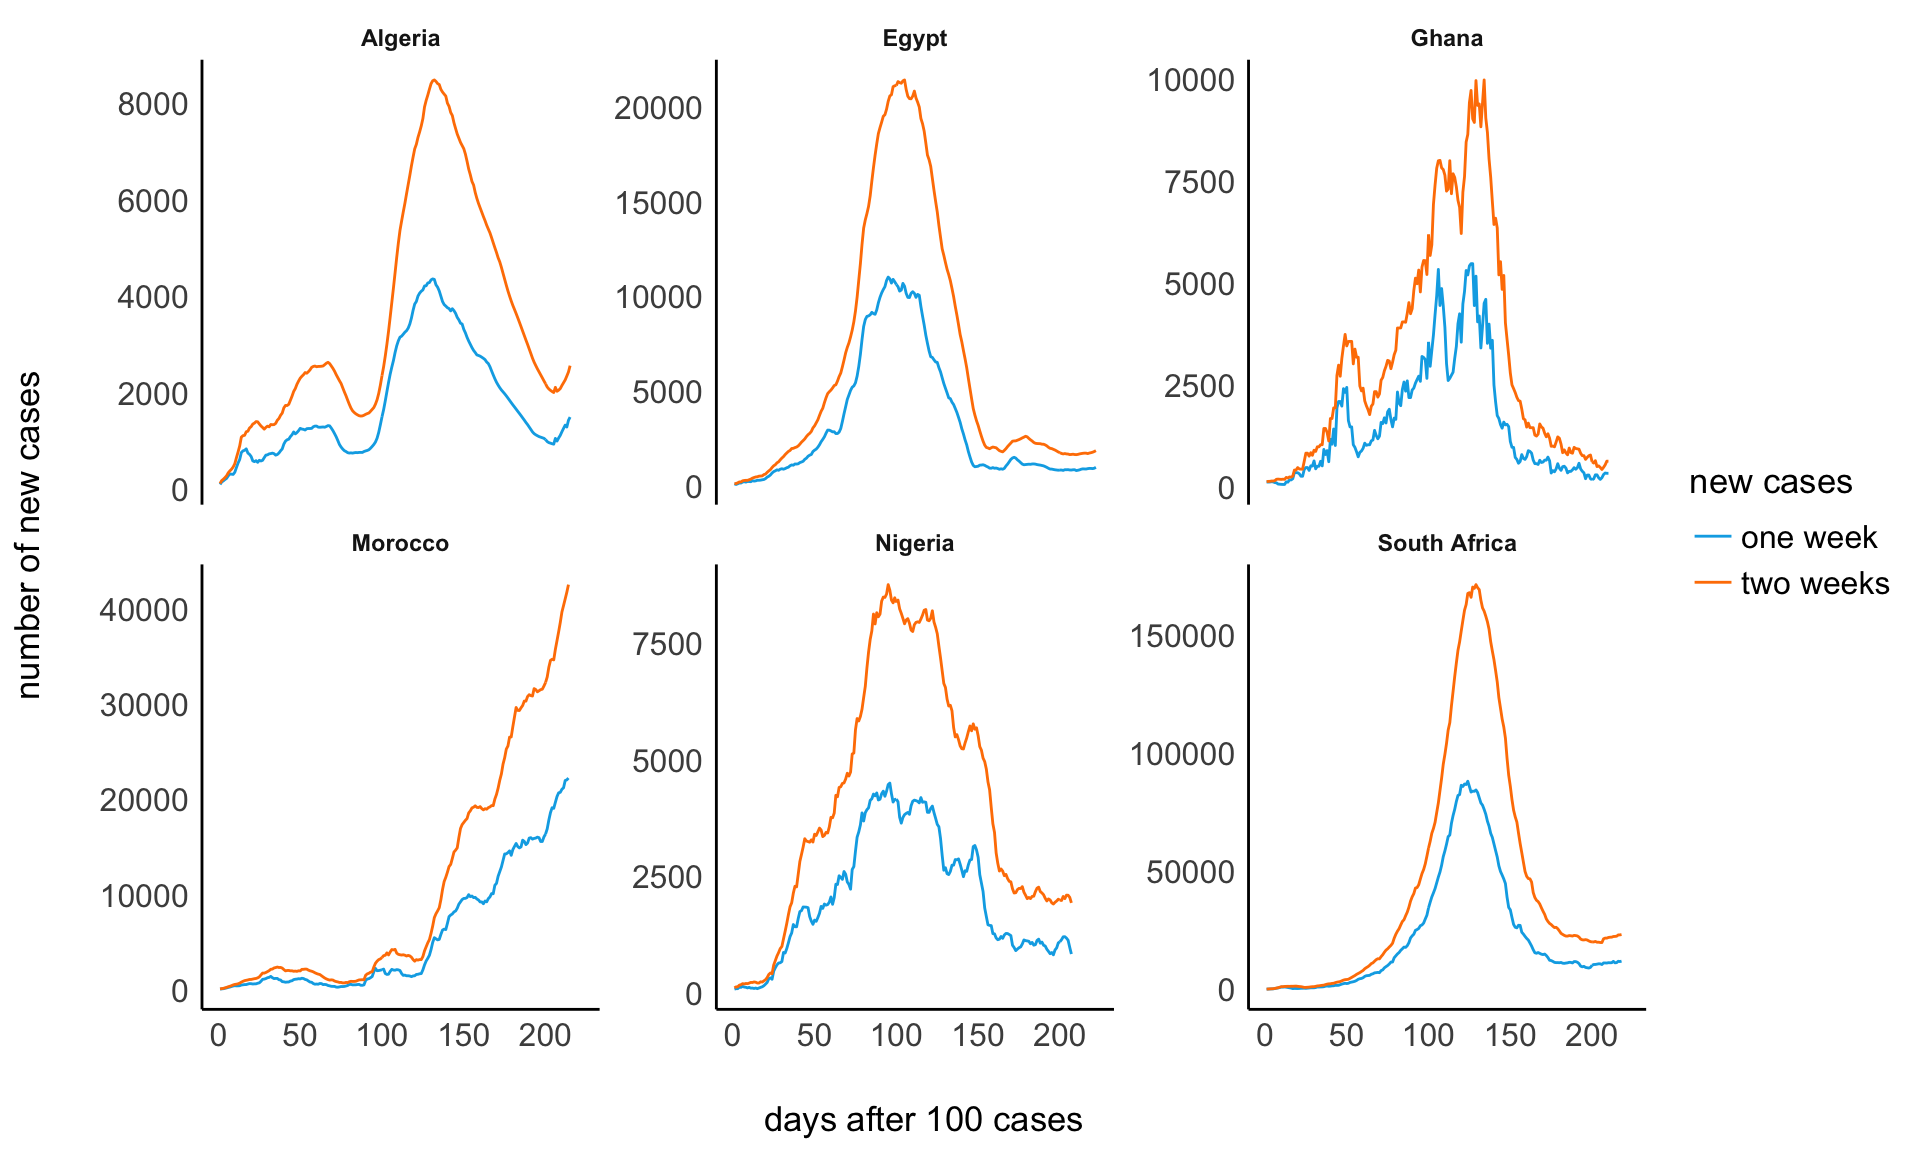 Algeria
Egypt
Ghana
8000
6000
4000
2000
0
20000
15000
10000
5000
0
10000
7500
5000
2500
0
number of new cases
Morocco
Nigeria
South Africa
40000
30000
20000
10000
0
7500
5000
2500
0
150000
100000
50000
0
0 50 100 150 200
0 50 100 150 200
0 50 100 150 200
days after 100 cases
new cases
one week
two weeks